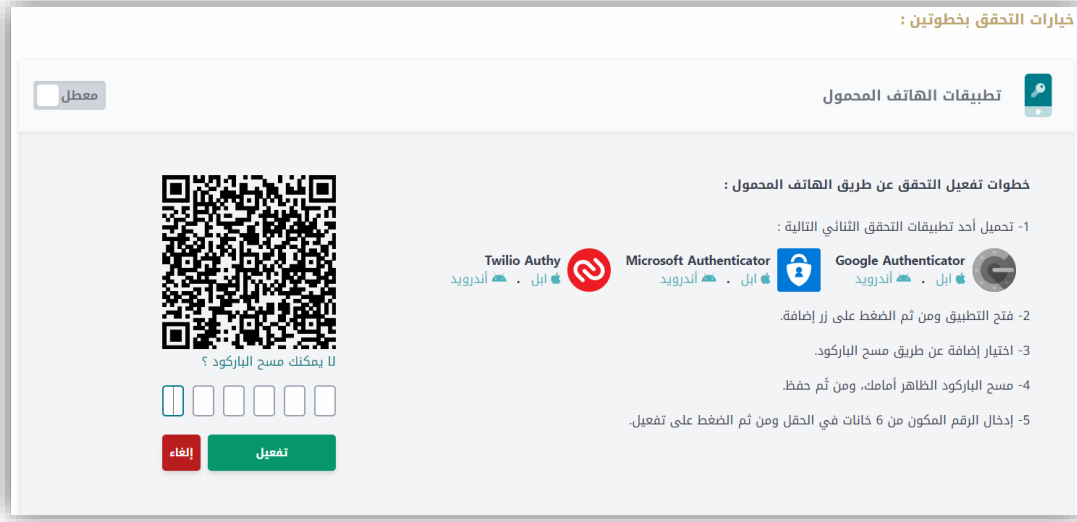 خيارات التحقق بخطوتين :
تطبيقات الهاتف المحمول
معطل
خطوات تفعيل التحقق عن طريق الهاتف المحمول :
1- تحميل أحد تطبيقات التحقق الثنائي التالية :
Google Authenticator
ابل . أندرويد
Microsoft Authenticator
ابل . أندرويد
Twilio Authy
ابل . أندرويد
2- فتح التطبيق ومن ثم الضغط على زر إضافة.
3- اختيار إضافة عن طريق مسح الباركود.
4- مسح الباركود الظاهر أمامك، ومن ثُم حفظ.
5- إدخال الرقم المكون من 6 خانات في الحقل ومن ثم الضغط على تفعيل.
لا يمكنك مسح الباركود ؟
تفعيل
إلغاء